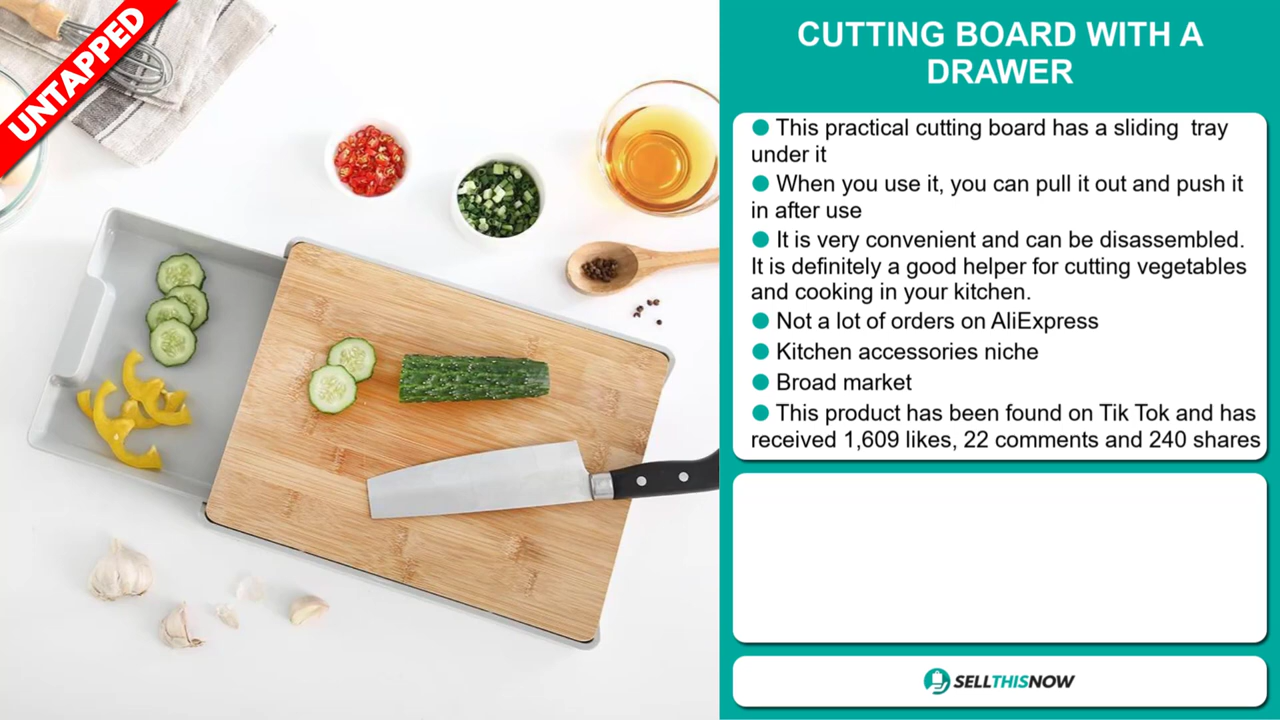 UNTAPPED
CUTTING BOARD WITH A
DRAWER
● This practical cutting board has a sliding  tray
under it
● When you use it, you can pull it out and push it
in after use
● It is very convenient and can be disassembled.
It is definitely a good helper for cutting vegetables
and cooking in your kitchen.
● Not a lot of orders on AliExpress
● Kitchen accessories niche
● Broad market
● This product has been found on Tik Tok and has
received 1,609 likes, 22 comments and 240 shares
SELLTHISNOW